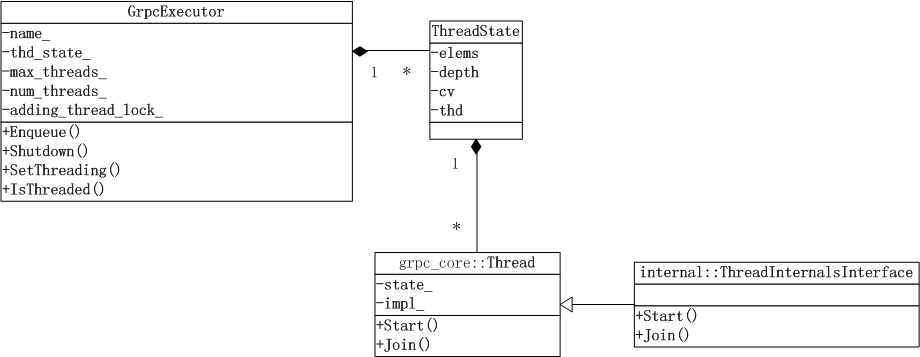 GrpcExecutor
-name_
-thd_state_
-max_threads_
-num_threads_
-adding_thread_lock_
+Enqueue()
+Shutdown()
+SetThreading()
+IsThreaded()
1
*
ThreadState
-elems
-depth
-cv
-thd
1
*
grpc_core::Thread
-state_
-impl_
+Start()
+Join()
internal::ThreadInternalsInterface
+Start()
+Join()